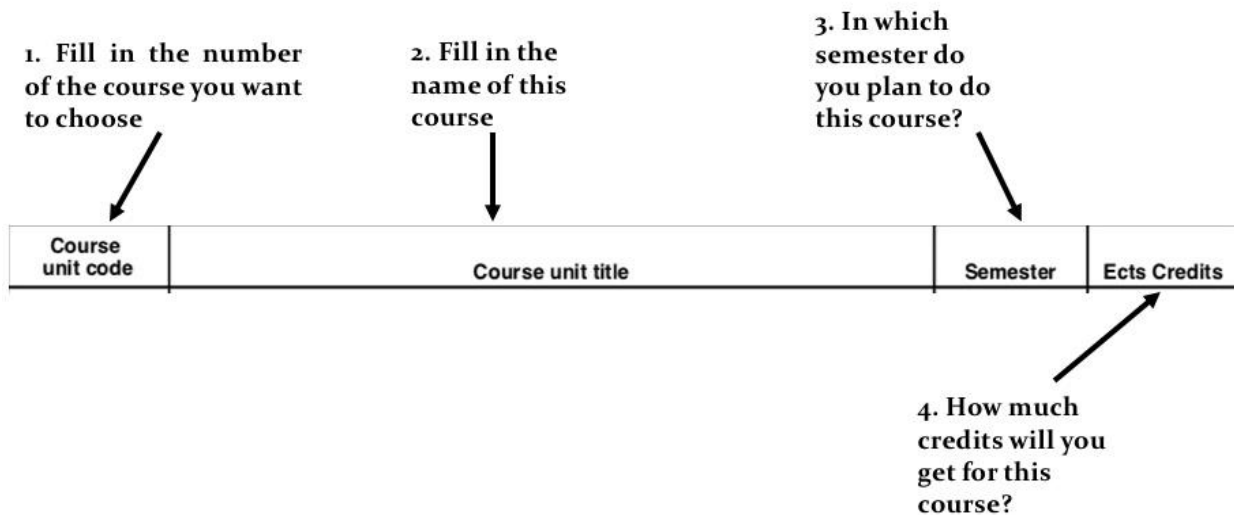 1. Fill in the number
of the course you want
to choose
2. Fill in the
name of this
course
3. In which
semester do
you plan to do
this course?
Course
unit code
Course unit title
Semester
Ects Credits
4. How much
credits will you
get for this
course?